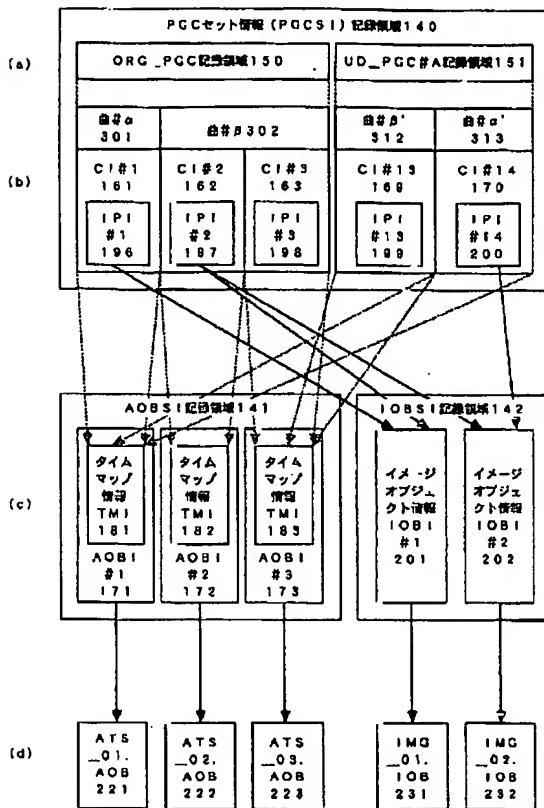 PGCセット情報(PGCSI)記録領域140
(a)
ORG_PGC記録領域150
UD_PGC#A記録領域151
曲#α
301
曲#β302
曲#β'
312
曲#α'
313
(b)
CI#1
161
CI#2
162
CI#3
163
CI#13
169
CI#14
170
IPI
#1
196
IPI
#2
197
IPI
#3
198
IPI
#13
199
IPI
#14
200
AOBSI記録領域141
IOBSI記録領域142
(c)
タイム
マップ
情報
TMI
181
タイム
マップ
情報
TMI
182
タイム
マップ
情報
TMI
183
AOBI
#1
171
AOBI
#2
172
AOBI
#3
173
イメージ
オブジェ
クト情報
IOBI
#1
201
イメージ
オブジェ
クト情報
IOBI
#2
202
(d)
ATS
_01.
AOB
221
ATS
_02.
AOB
222
ATS
_03.
AOB
223
IMG
_01.
IOB
231
IMG
_02.
IOB
232